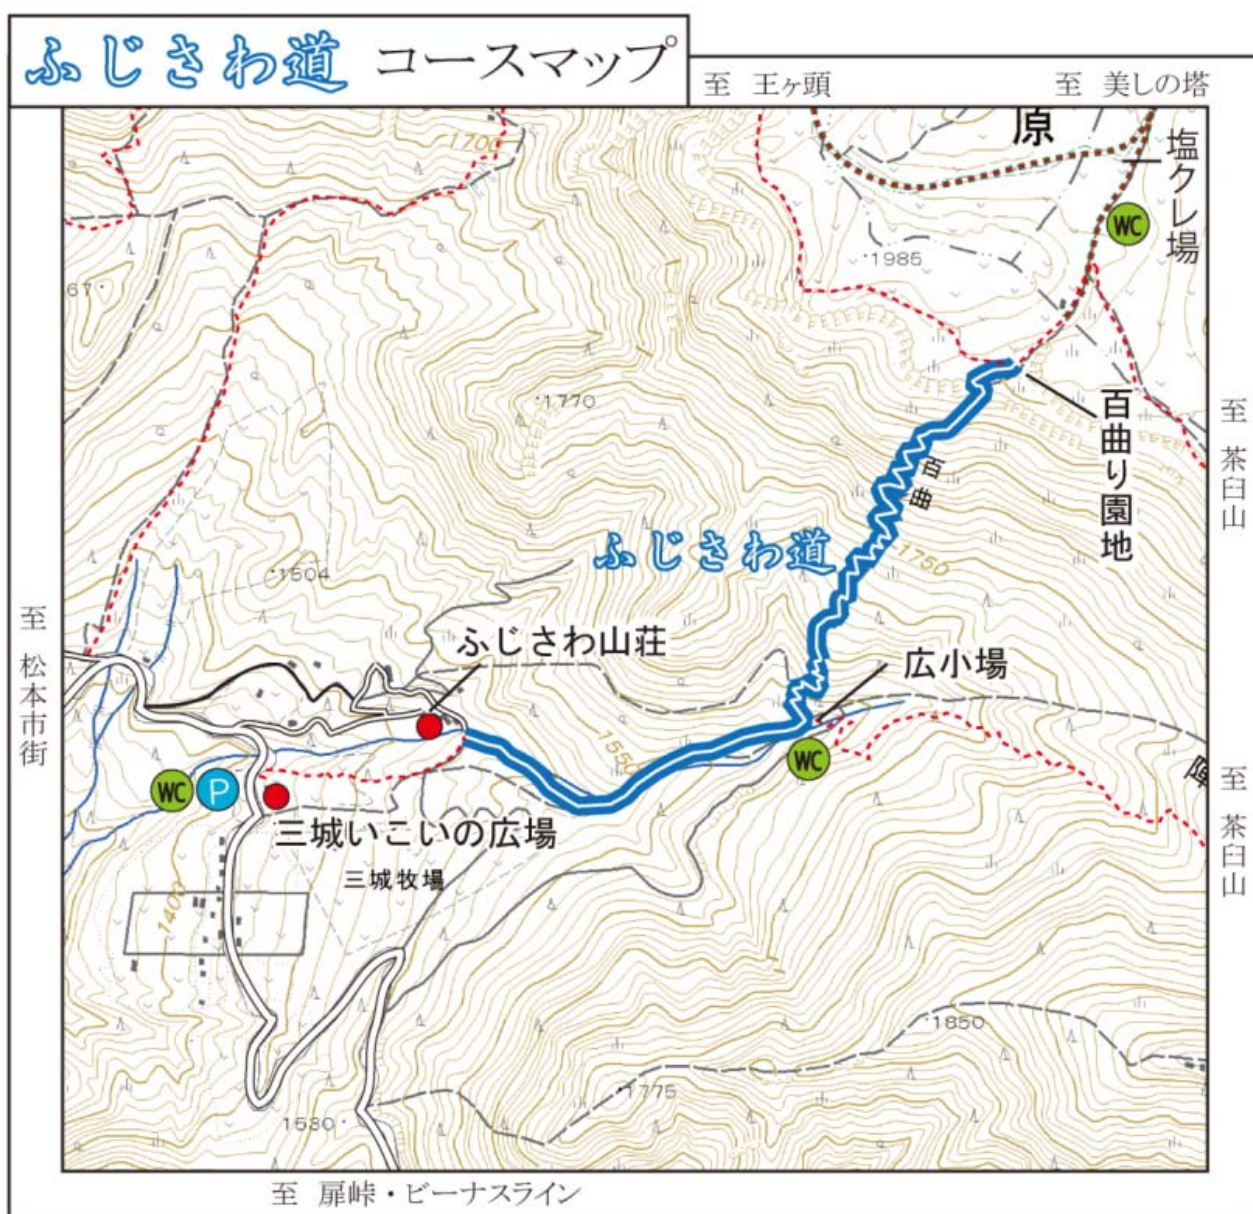 ふじさわ道 コースマップ
至 王ヶ頭
至 美しの塔
原
塩クレ場
WC
1700
・1985
67・
・1770
百曲り園地
至 茶臼山
百曲
ふじさわ道
1750
・1504
至 松本市街
ふじさわ山荘
広小場
1550
WC
WC
P
三城いこいの広場
三城牧場
至 茶臼山
1400
・1850
・1775
1530・
至 扉峠・ビーナスライン